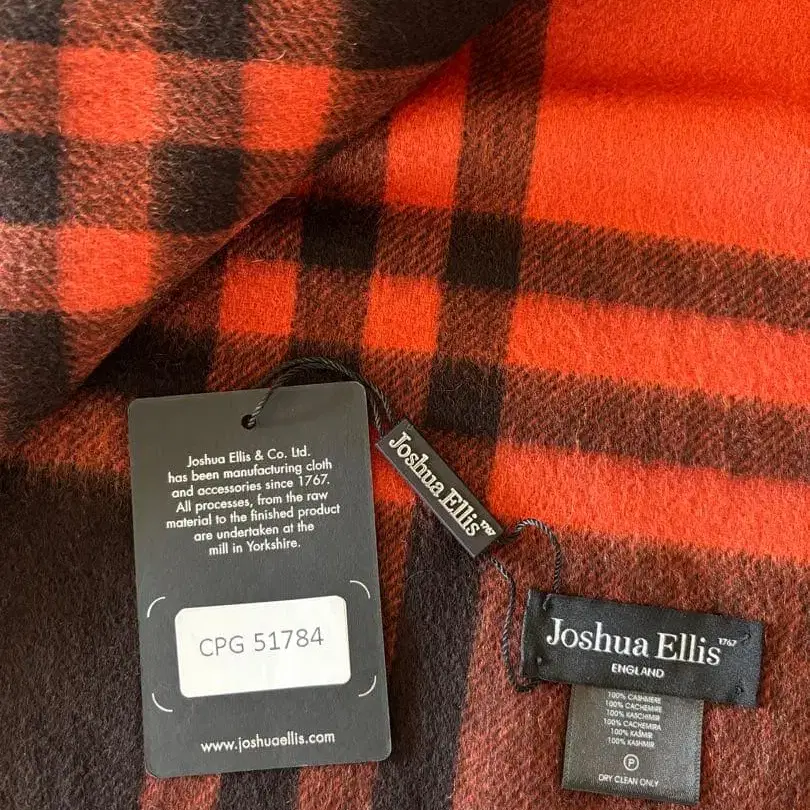 Joshua Ellis & Co. Ltd.
has been manufacturing cloth
and accessories since 1767.
All processes, from the raw
material to the finished product
are undertaken at the
mill in Yorkshire.
CPG 51784
www.joshuaellis.com
Joshua Ellis 1767
Joshua Ellis 1767
ENGLAND
100% CASHMERE
100% CACHEMIRE
100% KASCHMIR
100% CACHEMIRA
100% KAŠMIR
100% KASHMIR
P
DRY CLEAN ONLY